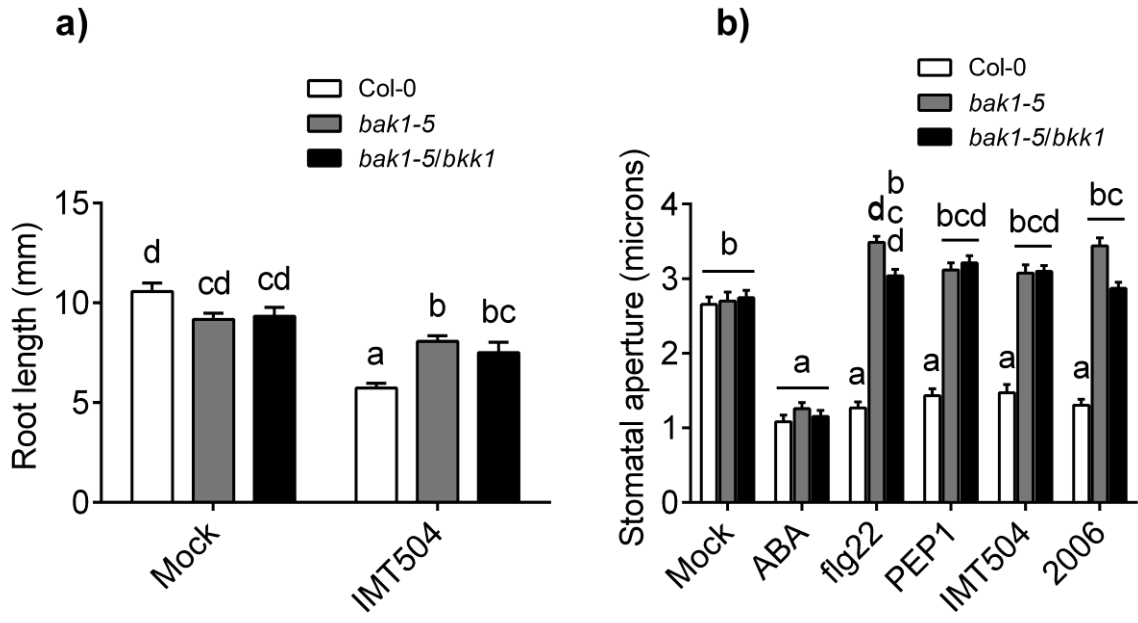 a)
Col-0
bak1-5
bak1-5/bkk1
Root length (mm)
15
10
5
0
d
cd
cd
a
b
bc
Mock
IMT504
b)
Col-0
bak1-5
bak1-5/bkk1
Stomatal aperture (microns)
4
3
2
1
0
b
a
a
d
b
c
d
a
bcd
a
bcd
a
bc
Mock
ABA
flg22
PEP1
IMT504
2006